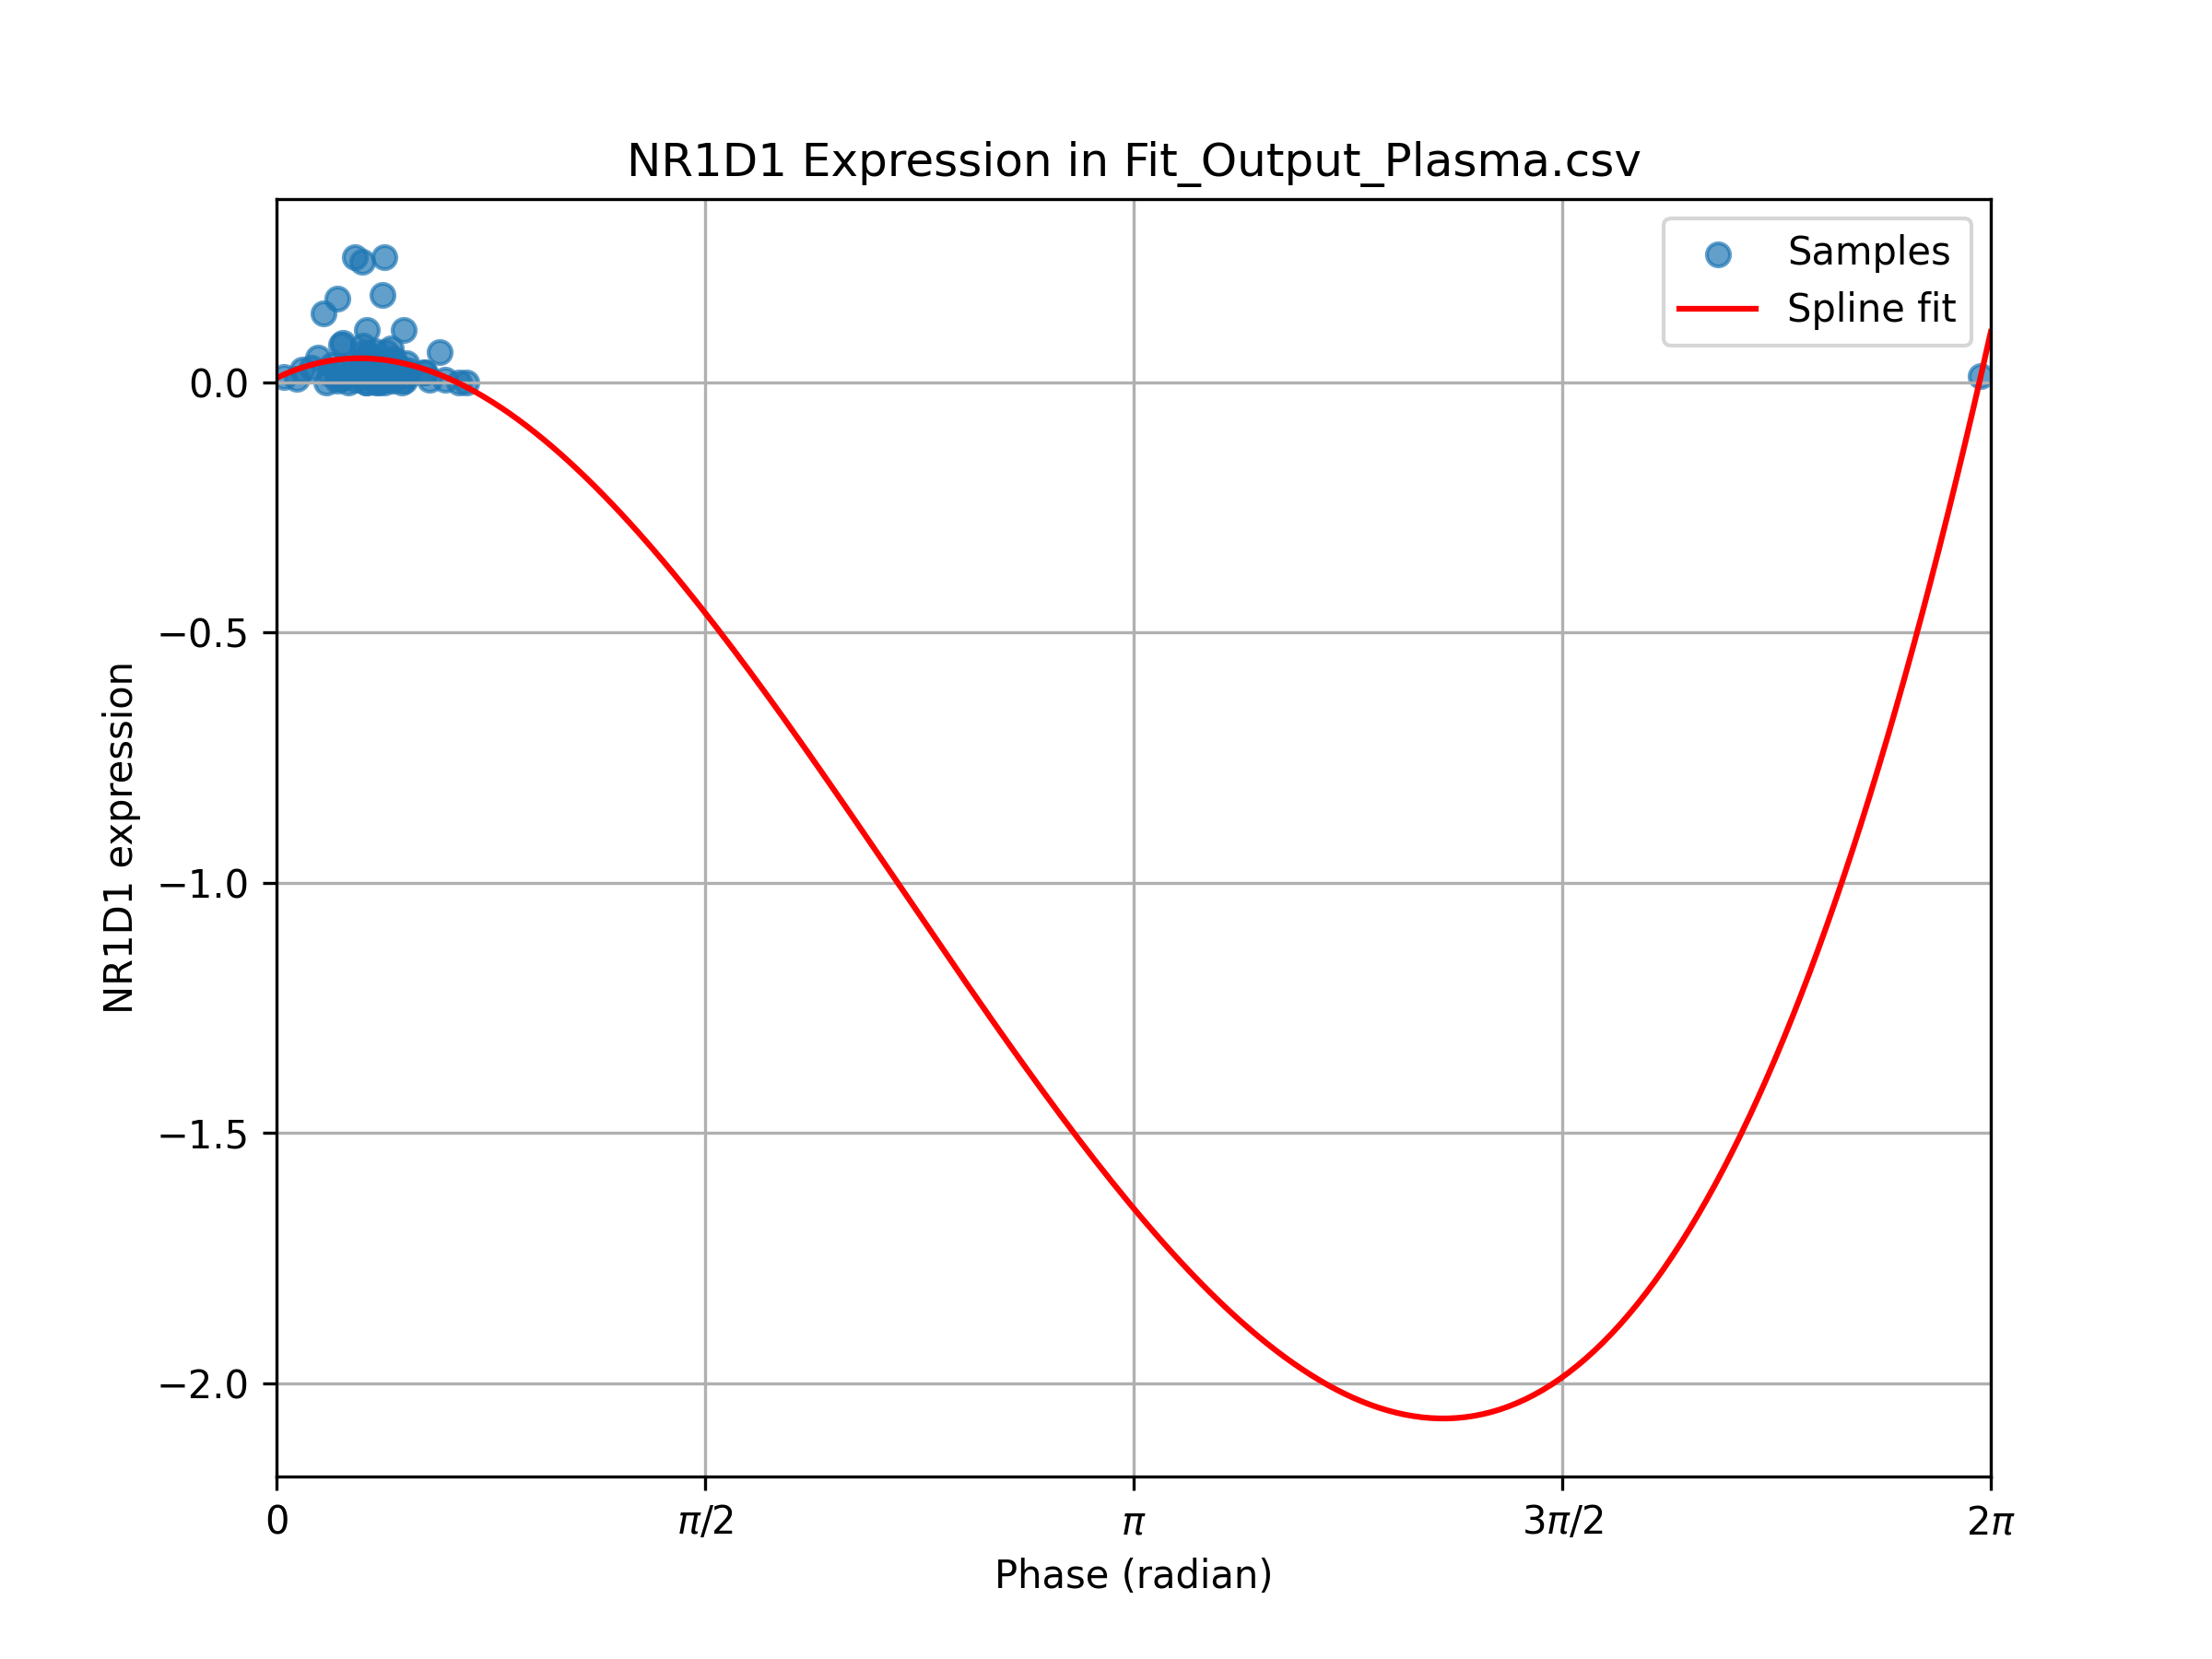 NR1D1 Expression in Fit_Output_Plasma.csv
Samples
Spline fit
NR1D1 expression
0.0
−0.5
−1.0
−1.5
−2.0
0
π/2
π
3π/2
2π
Phase (radian)